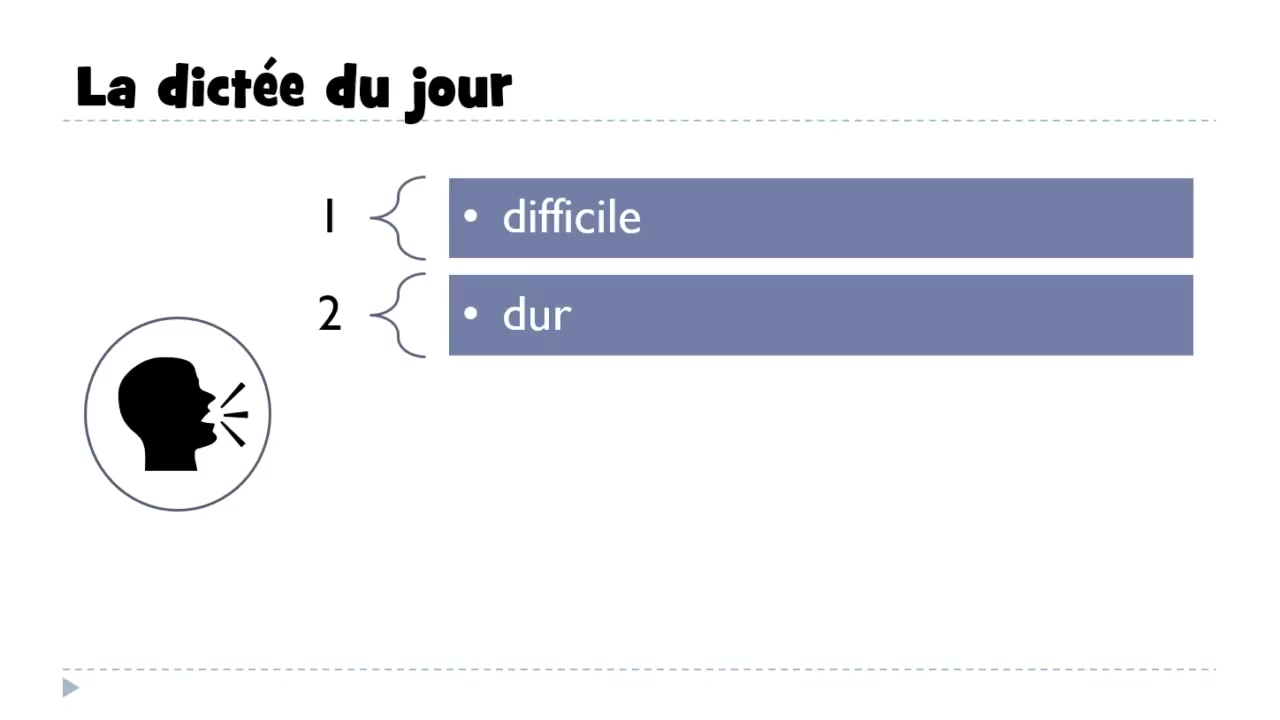 La dictée du jour
1 • difficile
2 • dur